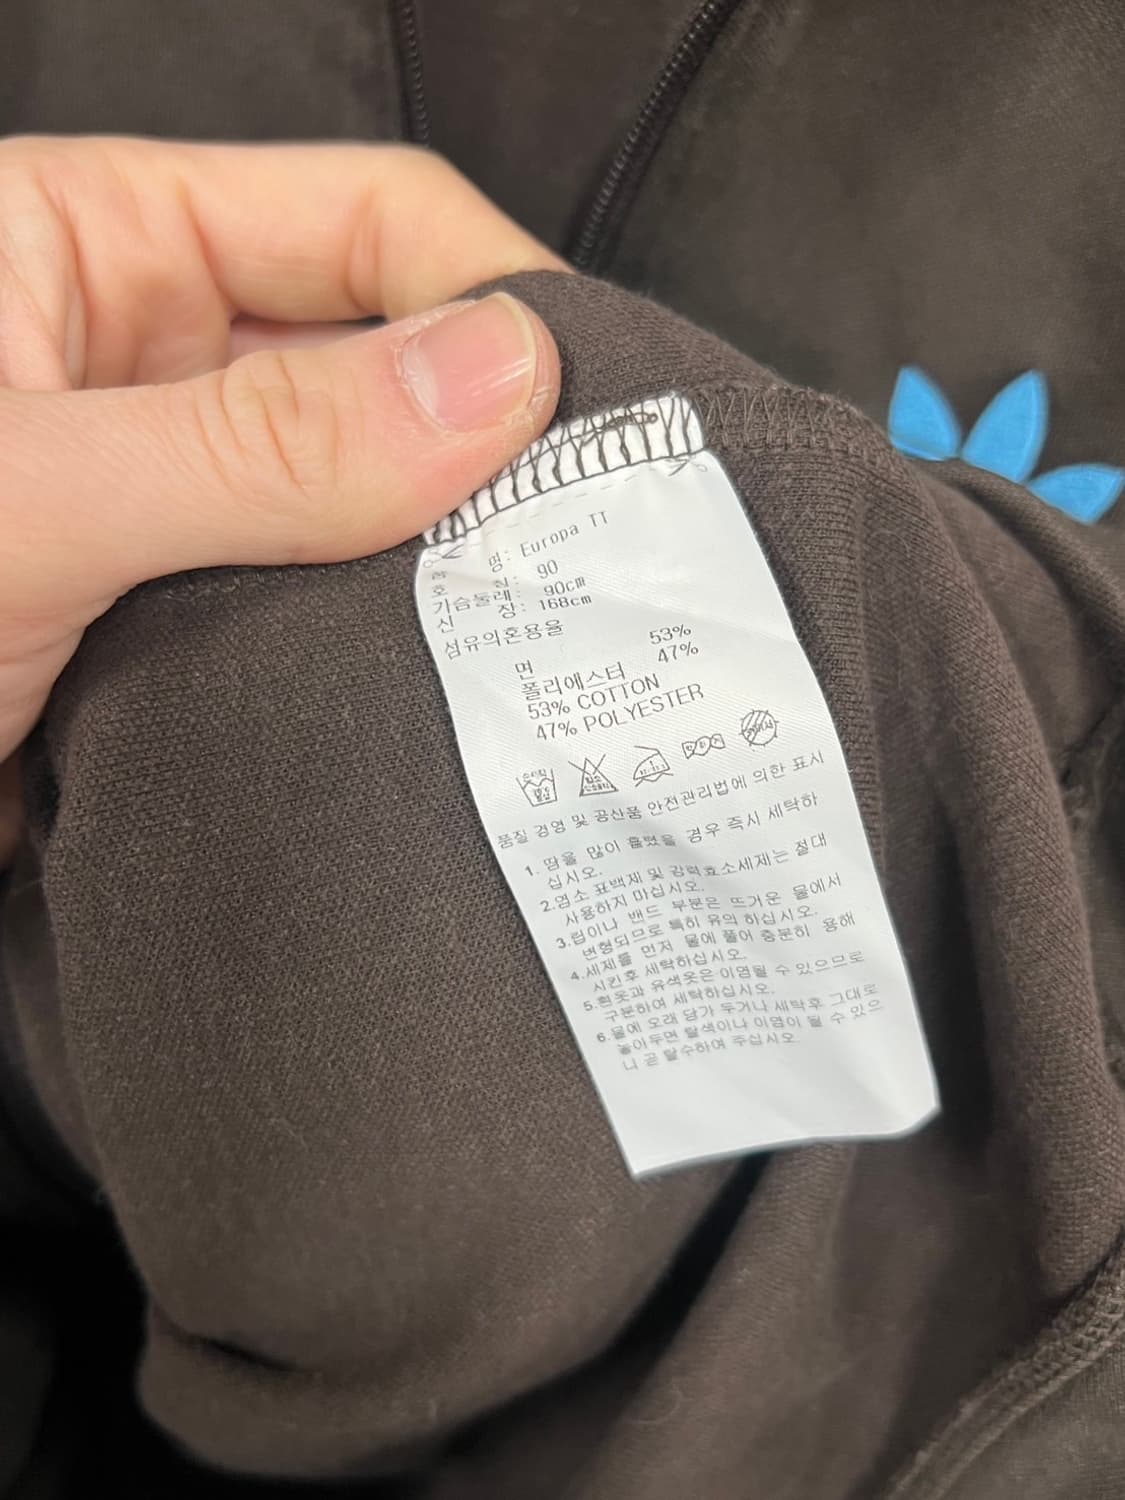 명: Europa TT
호 칭: 90
가슴둘레: 90cm
신 장: 168cm
섬유의혼용율
면 53%
폴리에스터 47%
53% COTTON
47% POLYESTER
품질 경영 및 공산품 안전관리법에 의한 표시
1. 땀을 많이 흘렸을 경우 즉시 세탁하
십시오.
2.염소 표백제 및 강력효소세제는 절대
사용하지 마십시오.
3.립이나 밴드 부분은 뜨거운 물에서
변형되므로 특히 유의 하십시오.
4.세제를 먼저 물에 풀어 충분히 용해
시킨후 세탁하십시오.
5.흰옷과 유색옷은 이염될 수 있으므로
구분하여 세탁하십시오.
6.물에 오래 담가 두거나 세탁후 그대로
놓아두면 탈색이나 이염이 될 수 있으
니 곧 탈수하여 주십시오.